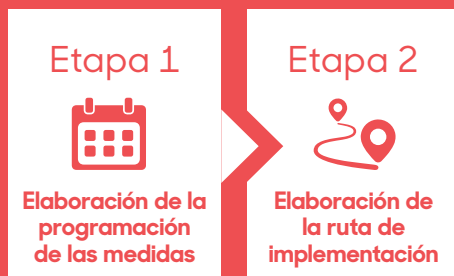 Etapa 1
Elaboración de la
programación
de las medidas
Etapa 2
Elaboración de
la ruta de
implementación